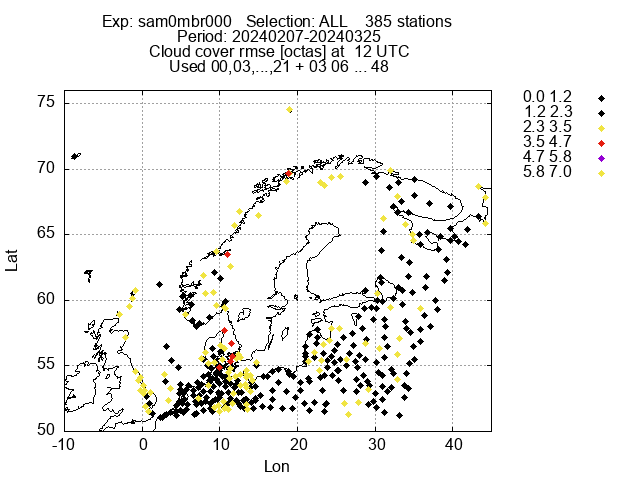 Exp: sam0mbr000   Selection: ALL    385 stations
Period: 20240207-20240325
Cloud cover rmse [octas] at  12 UTC
Used 00,03,...,21 + 03 06 ... 48
0.0 1.2
1.2 2.3
2.3 3.5
3.5 4.7
4.7 5.8
5.8 7.0
75
70
65
60
55
50
Lat
-10 0 10 20 30 40
Lon